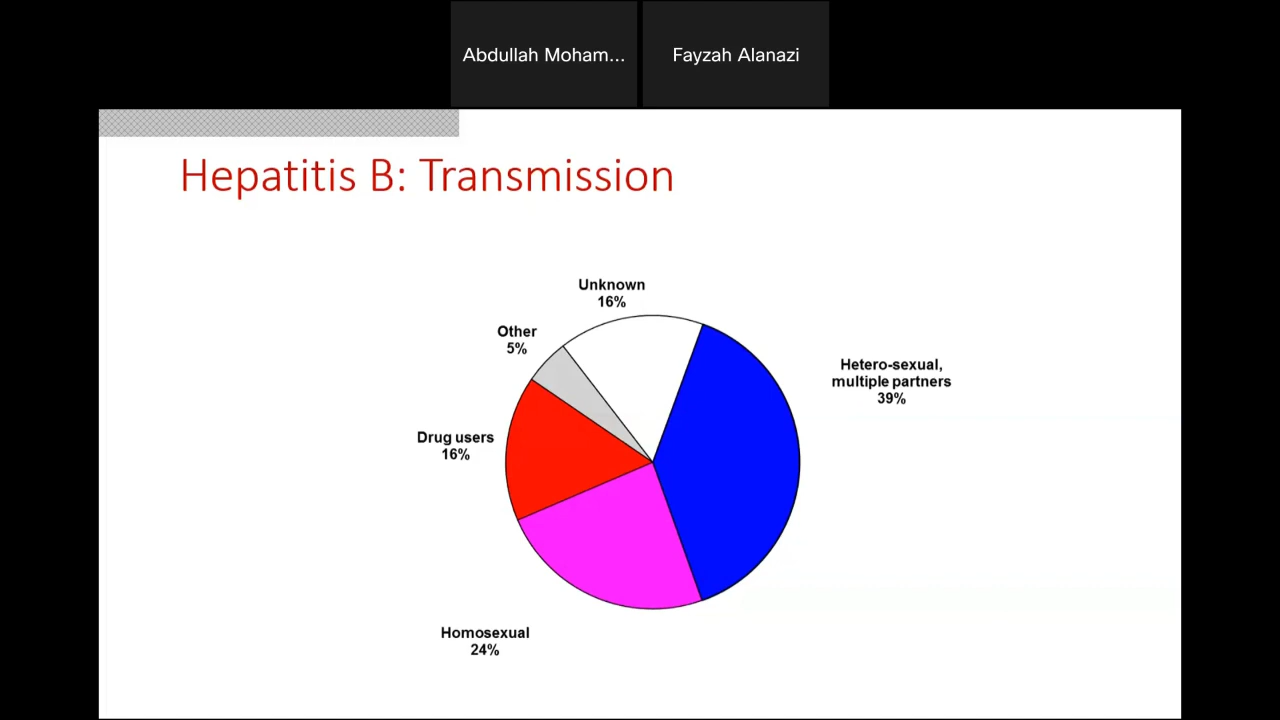 Abdullah Moham...
Fayzah Alanazi
Hepatitis B: Transmission
Unknown
16%
Other
5%
Hetero-sexual,
multiple partners
39%
Drug users
16%
Homosexual
24%